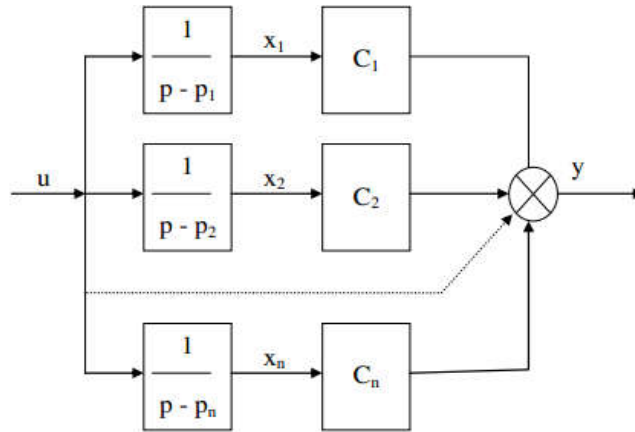 1
p - p₁
x₁
C₁
u
1
p - p₂
x₂
C₂
y
1
p - pₙ
xₙ
Cₙ